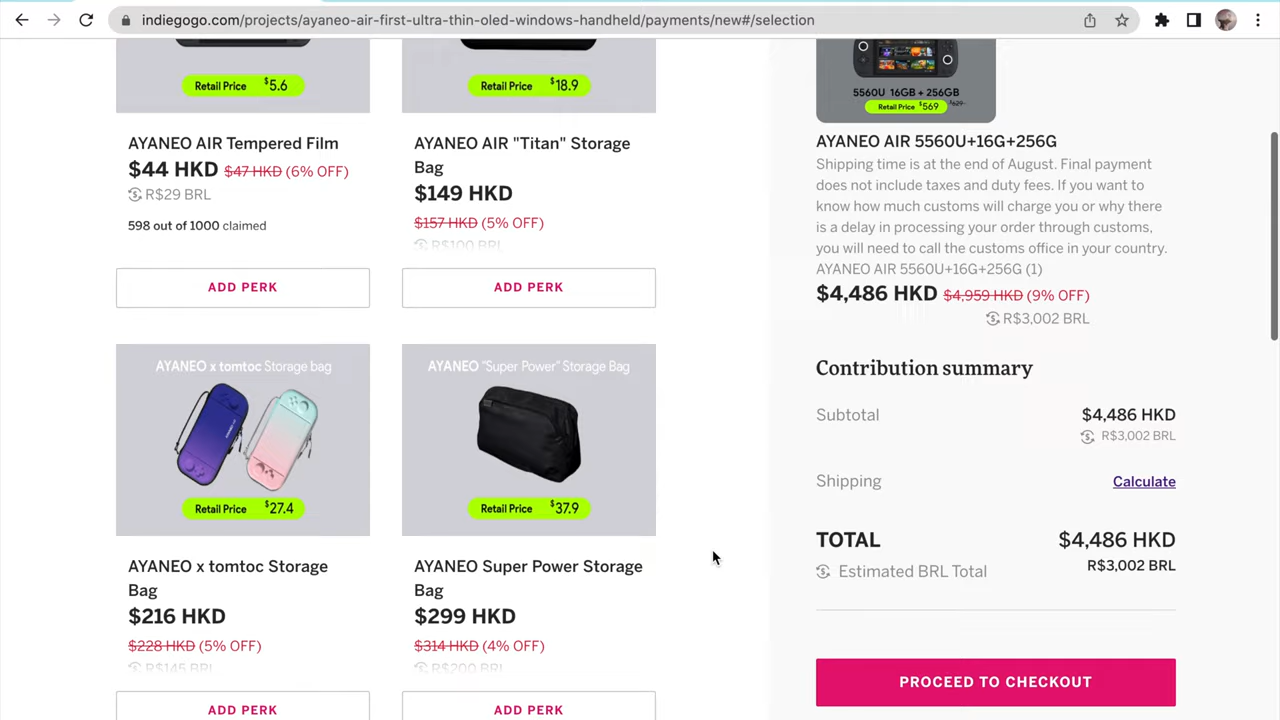 indiegogo.com/projects/ayaneo-air-first-ultra-thin-oled-windows-handheld/payments/new#/selection
Retail Price $5.6
Retail Price $18.9
5560U 16GB + 256GB
Retail Price $569 $629
AYANEO AIR Tempered Film
$44 HKD $47 HKD (6% OFF)
R$29 BRL
598 out of 1000 claimed
ADD PERK
AYANEO AIR "Titan" Storage
Bag
$149 HKD
$157 HKD (5% OFF)
R$100 BRL
ADD PERK
AYANEO x tomtoc Storage bag
Retail Price $27.4
AYANEO x tomtoc Storage
Bag
$216 HKD
$228 HKD (5% OFF)
R$145 BRL
ADD PERK
AYANEO "Super Power" Storage Bag
Retail Price $37.9
AYANEO Super Power Storage
Bag
$299 HKD
$314 HKD (4% OFF)
R$200 BRL
ADD PERK
AYANEO AIR 5560U+16G+256G
Shipping time is at the end of August. Final payment
does not include taxes and duty fees. If you want to
know how much customs will charge you or why there
is a delay in processing your order through customs,
you will need to call the customs office in your country.
AYANEO AIR 5560U+16G+256G (1)
$4,486 HKD $4,959 HKD (9% OFF)
R$3,002 BRL
Contribution summary
Subtotal $4,486 HKD
R$3,002 BRL
Shipping Calculate
TOTAL $4,486 HKD
Estimated BRL Total R$3,002 BRL
PROCEED TO CHECKOUT